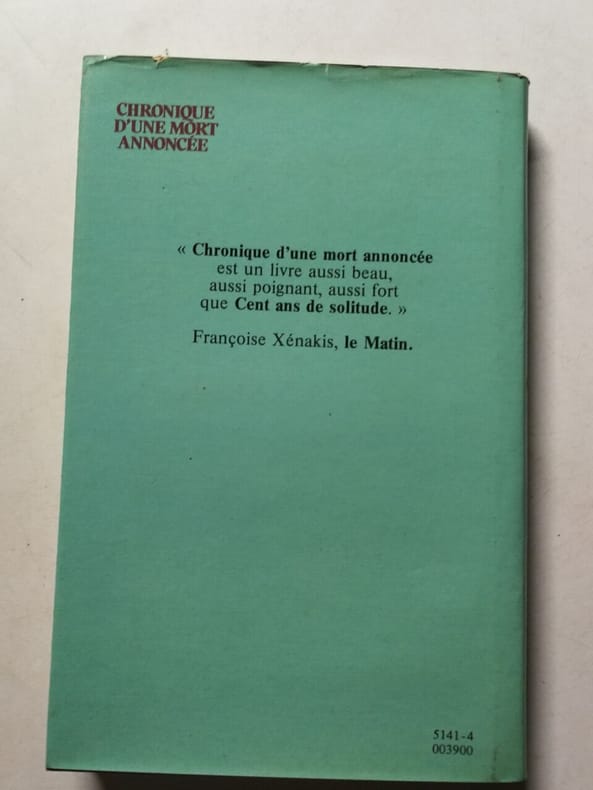 CHRONIQUE
D'UNE MORT
ANNONCÉE
« Chronique d'une mort annoncée
est un livre aussi beau,
aussi poignant, aussi fort
que Cent ans de solitude. »
Françoise Xénakis, le Matin.
5141-4
003900